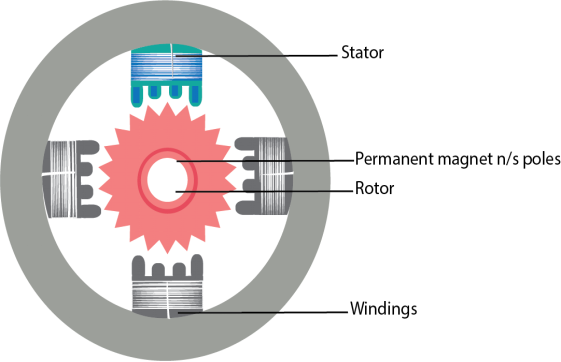 Stator
Permanent magnet n/s poles
Rotor
Windings